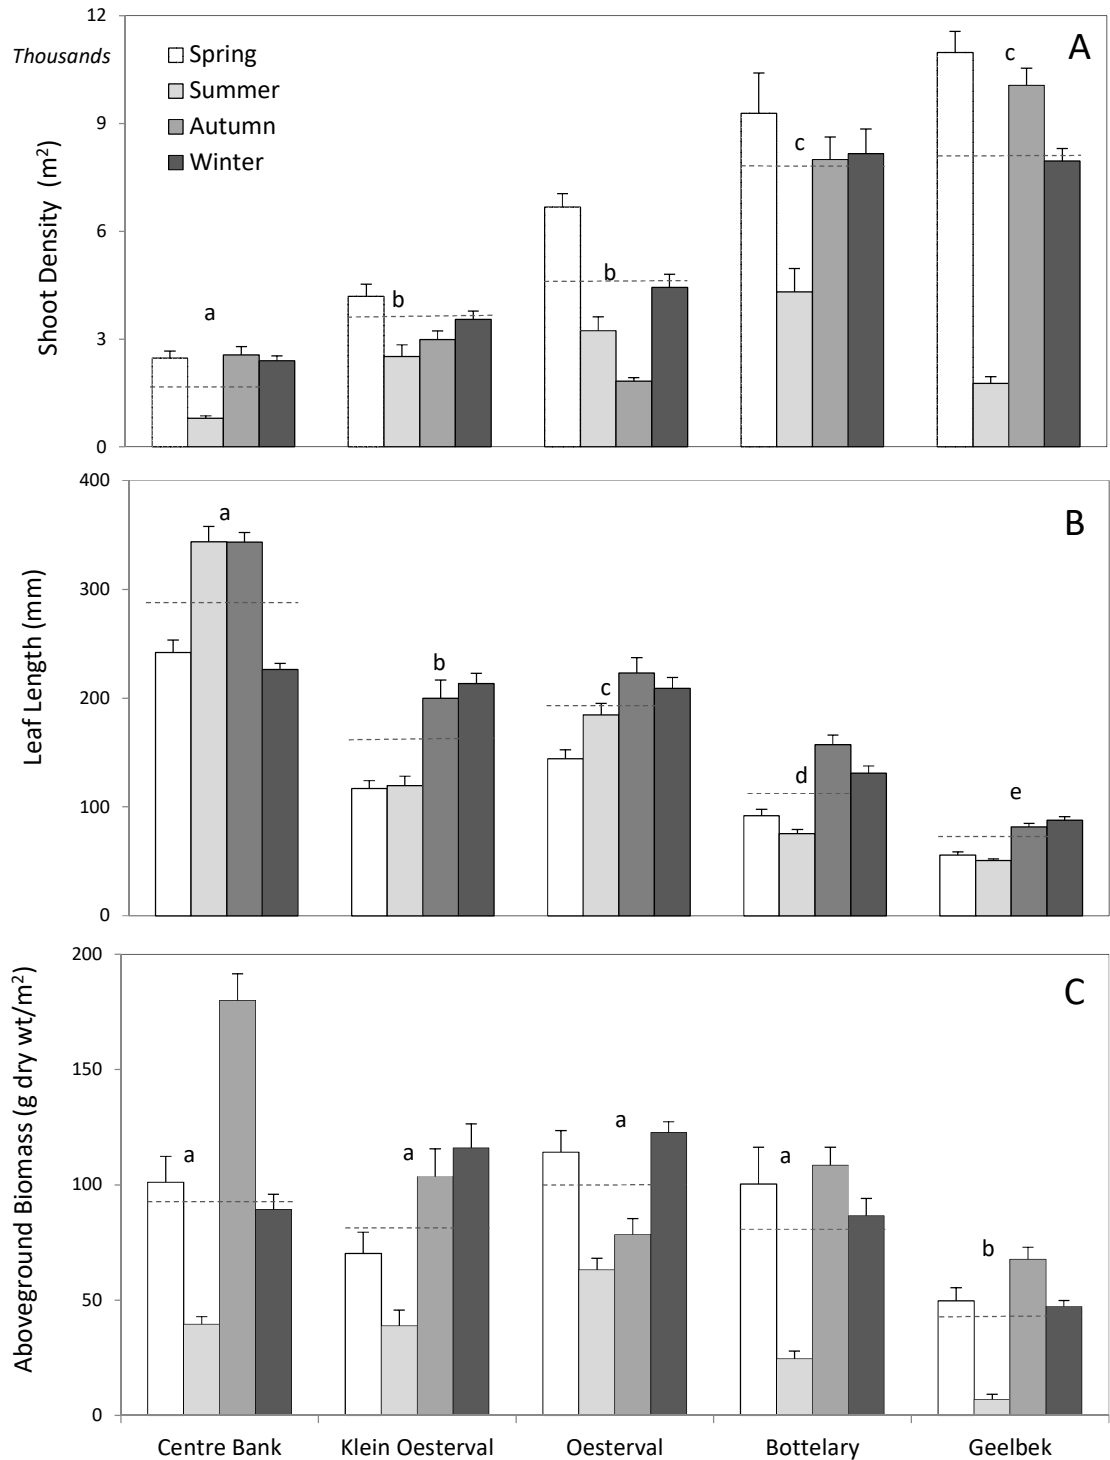 12
Thousands
A
Spring
Summer
Autumn
Winter
9
6
3
0
Shoot Density (m²)
a
b
b
c
c
400
300
200
100
0
Leaf Length (mm)
B
a
b
c
d
e
200
150
100
50
0
Aboveground Biomass (g dry wt/m²)
C
a
a
a
a
b
Centre Bank Klein Oesterval Oesterval Bottelary Geelbek